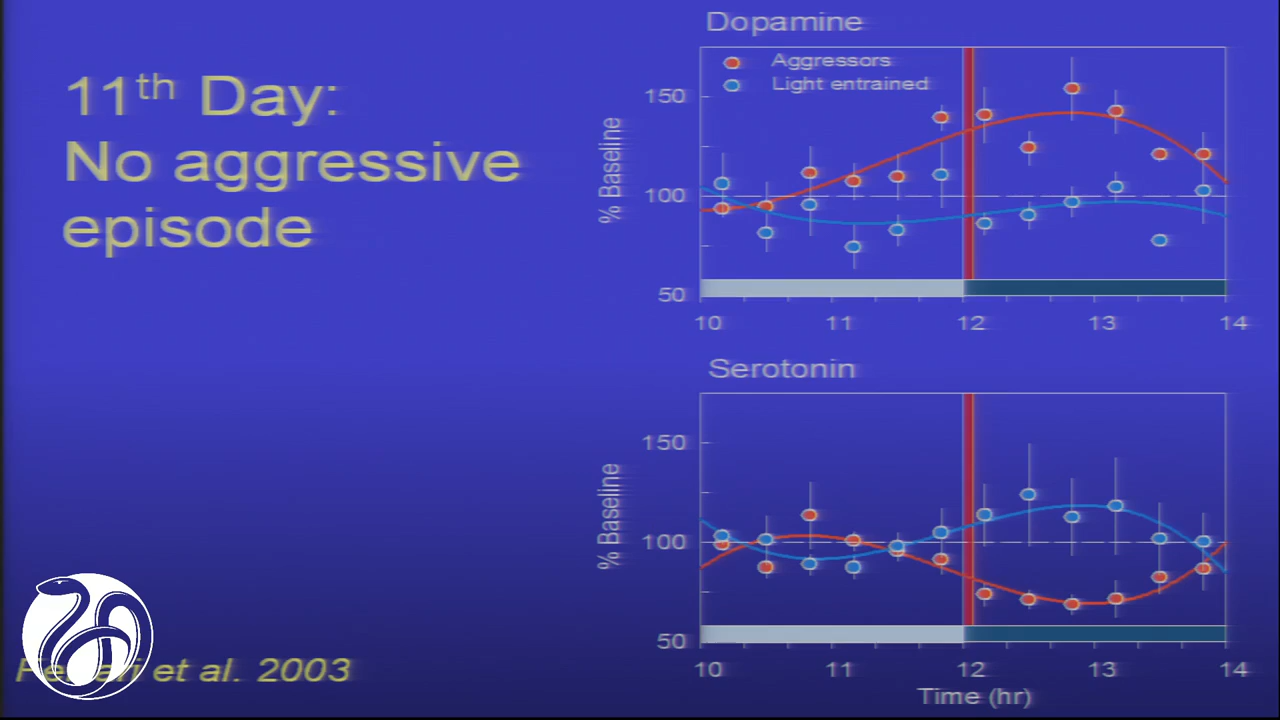 11th Day:
No aggressive
episode
et al. 2003
Dopamine
Aggressors
Light entrained
% Baseline
150
100
50
10 11 12 13 14
Serotonin
% Baseline
150
100
50
10 11 12 13 14
Time (hr)